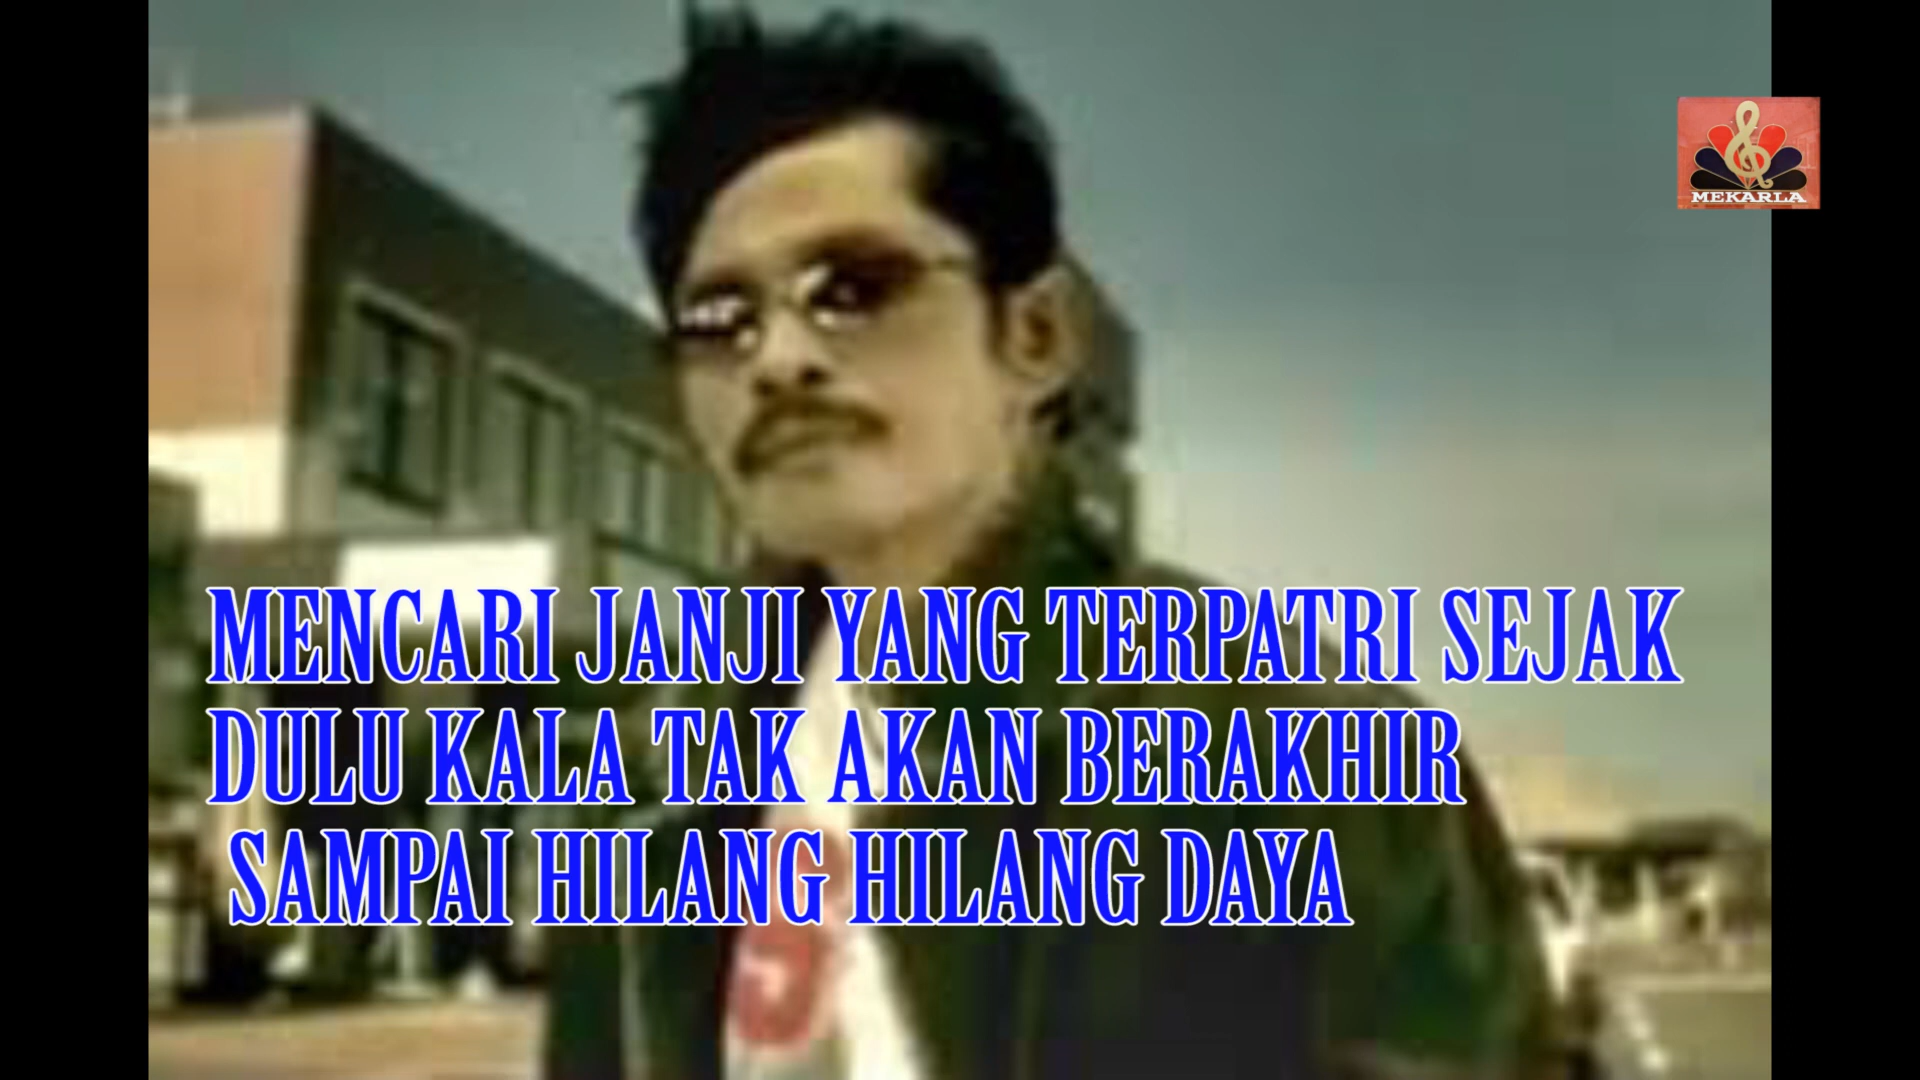 MEKARLA
MENCARI JANJI YANG TERPATRI SEJAK
DULU KALA TAK AKAN BERAKHIR
SAMPAI HILANG HILANG DAYA